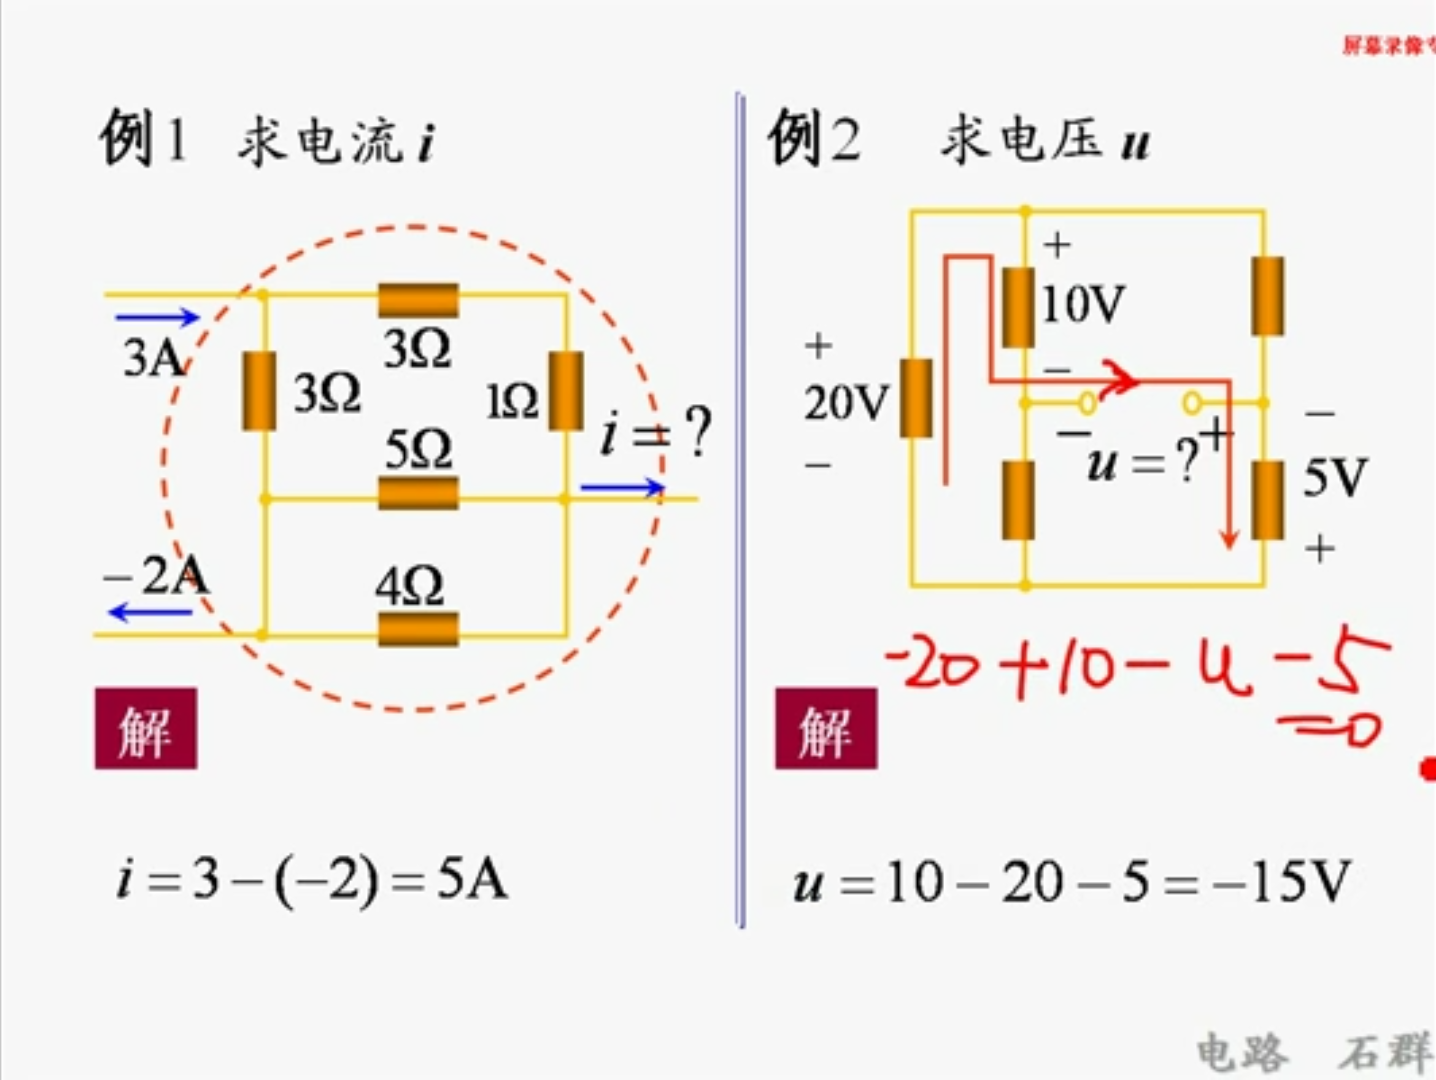 屏幕录像专
例1 求电流 i
3A
3Ω
3Ω
1Ω
i = ?
5Ω
−2A
4Ω
解
i = 3 − (−2) = 5A
例2 求电压 u
+
10V
−
+
20V
−
− u = ? +
−
5V
+
-20+10-u-5
=0
解
u = 10 − 20 − 5 = −15V
电路 石群